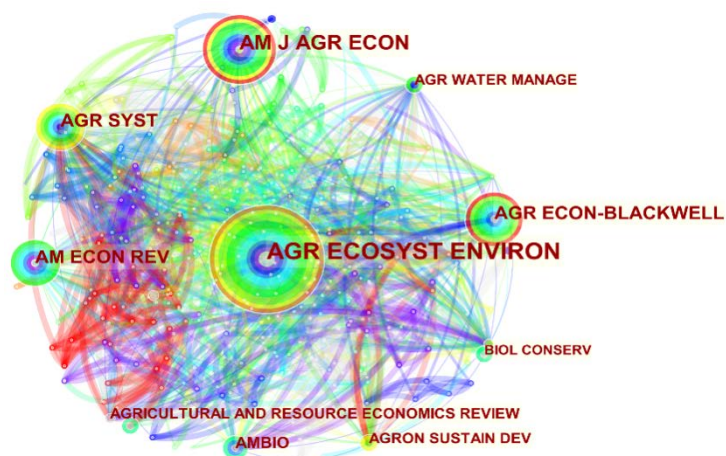 AM J AGR ECON
AGR WATER MANAGE
AGR SYST
AGR ECON-BLACKWELL
AGR ECOSYST ENVIRON
AM ECON REV
BIOL CONSERV
AGRICULTURAL AND RESOURCE ECONOMICS REVIEW
AMBIO
AGRON SUSTAIN DEV